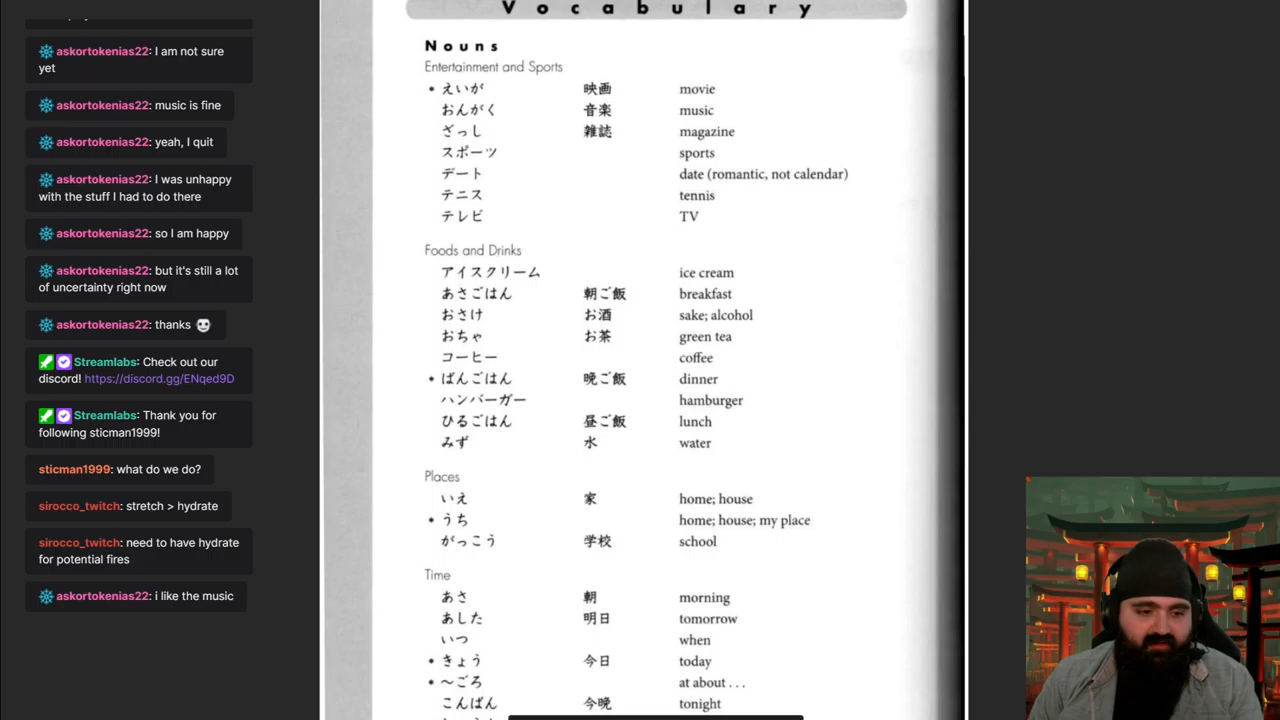 askortokenias22: I am not sure
yet
askortokenias22: music is fine
askortokenias22: yeah, I quit
askortokenias22: I was unhappy
with the stuff I had to do there
askortokenias22: so I am happy
askortokenias22: but it's still a lot
of uncertainty right now
askortokenias22: thanks
Streamlabs: Check out our
discord! https://discord.gg/ENqed9D
Streamlabs: Thank you for
following sticman1999!
sticman1999: what do we do?
sirocco_twitch: stretch > hydrate
sirocco_twitch: need to have hydrate
for potential fires
askortokenias22: i like the music
Vocabulary
Nouns
Entertainment and Sports
* えいが 映画 movie
おんがく 音楽 music
ざっし 雑誌 magazine
スポーツ sports
デート date (romantic, not calendar)
テニス tennis
テレビ TV
Foods and Drinks
アイスクリーム ice cream
あさごはん 朝ご飯 breakfast
おさけ お酒 sake; alcohol
おちゃ お茶 green tea
コーヒー coffee
* ばんごはん 晩ご飯 dinner
ハンバーガー hamburger
ひるごはん 昼ご飯 lunch
みず 水 water
Places
いえ 家 home; house
* うち home; house; my place
がっこう 学校 school
Time
あさ 朝 morning
あした 明日 tomorrow
いつ when
* きょう 今日 today
* 〜ごろ at about . . .
こんばん 今晩 tonight